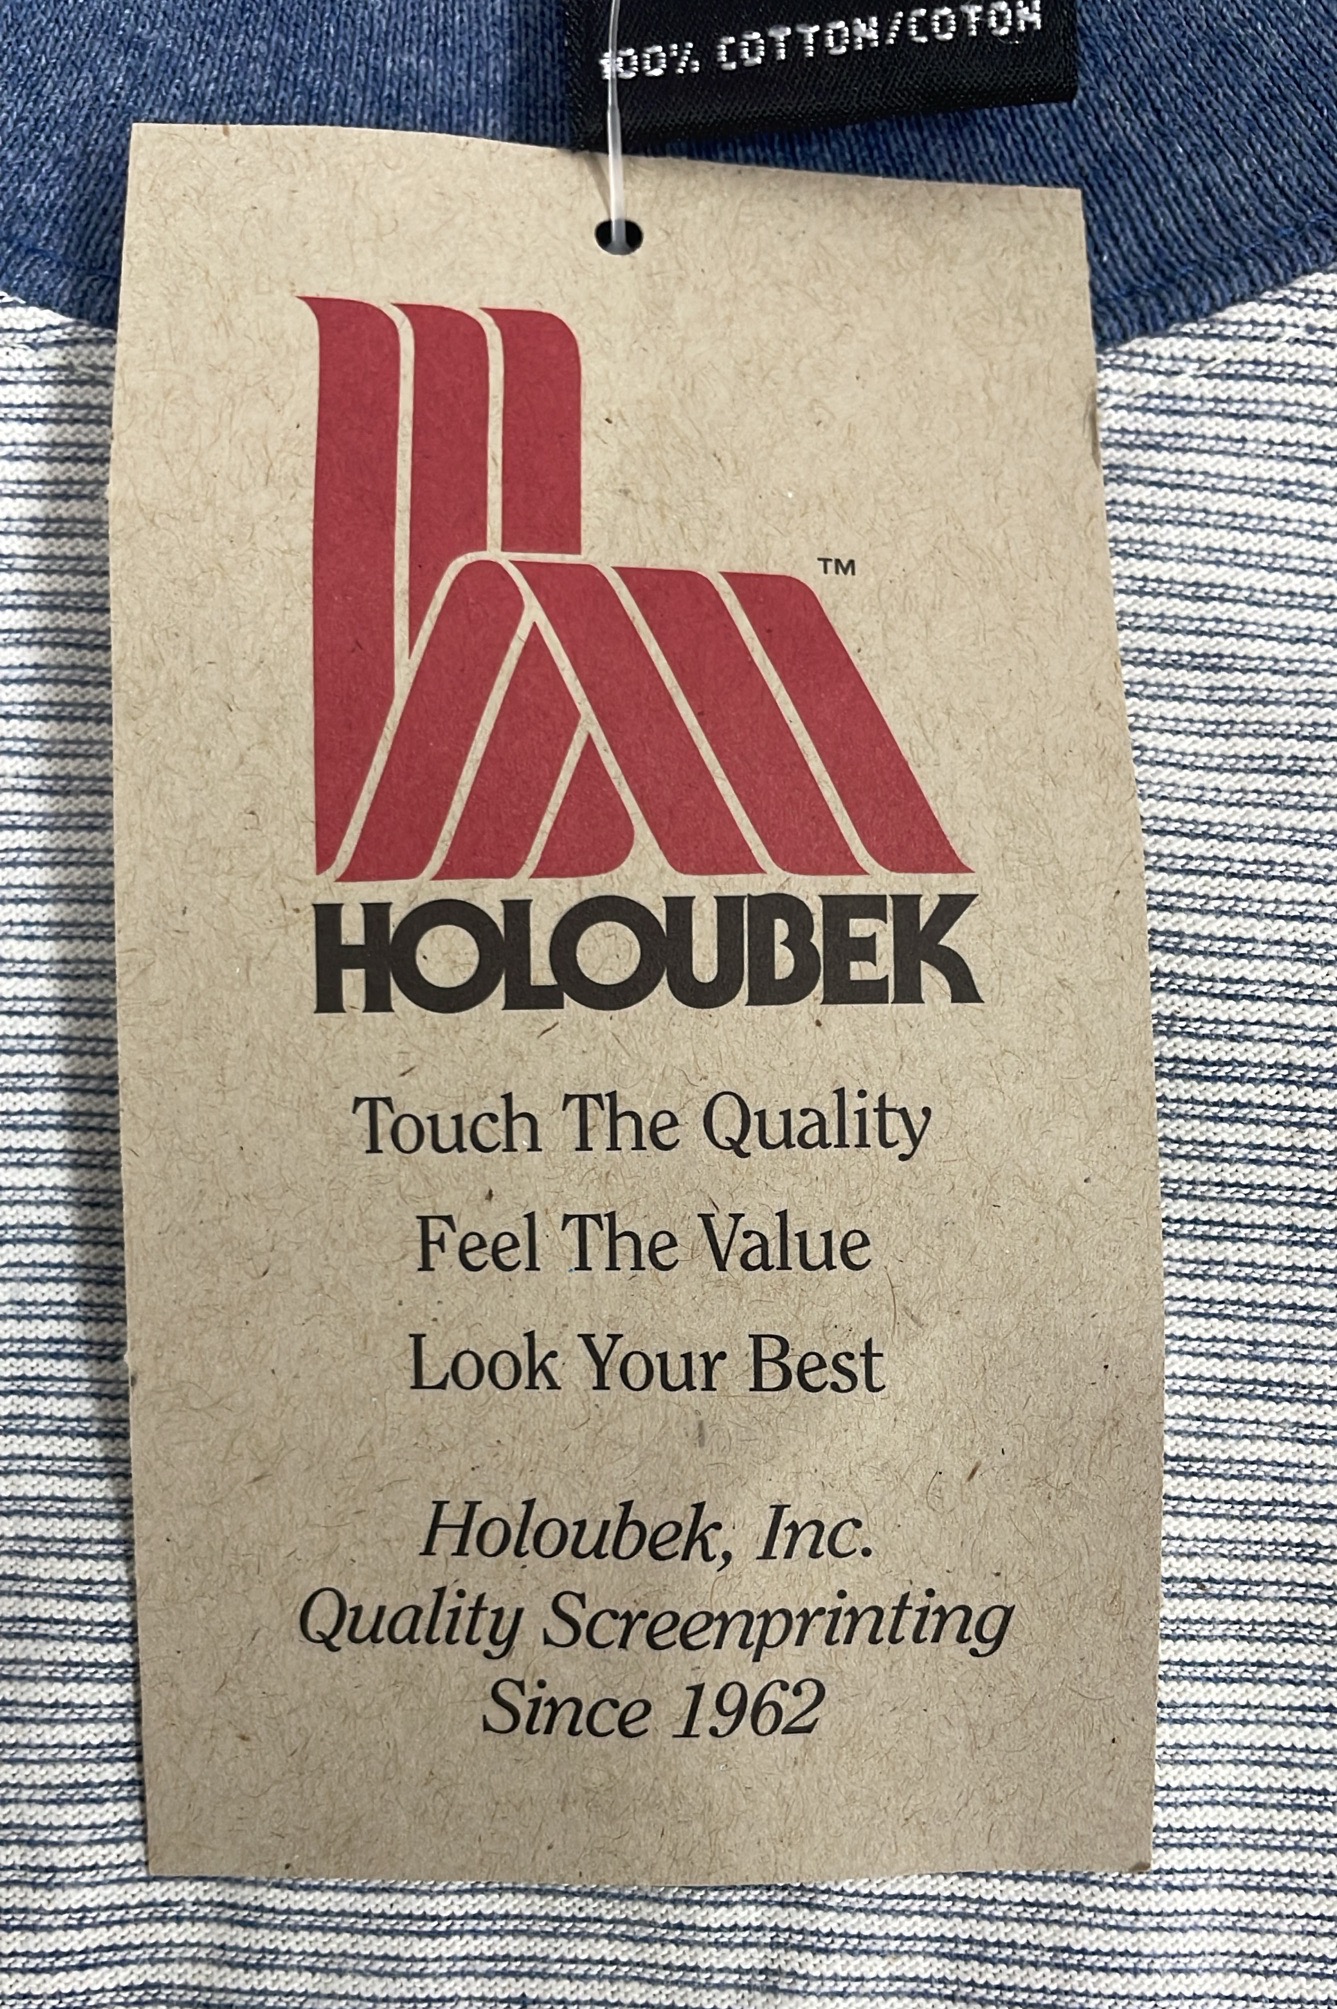 100% COTTON/COTON
TM
HOLOUBEK
Touch The Quality
Feel The Value
Look Your Best
Holoubek, Inc.
Quality Screenprinting
Since 1962